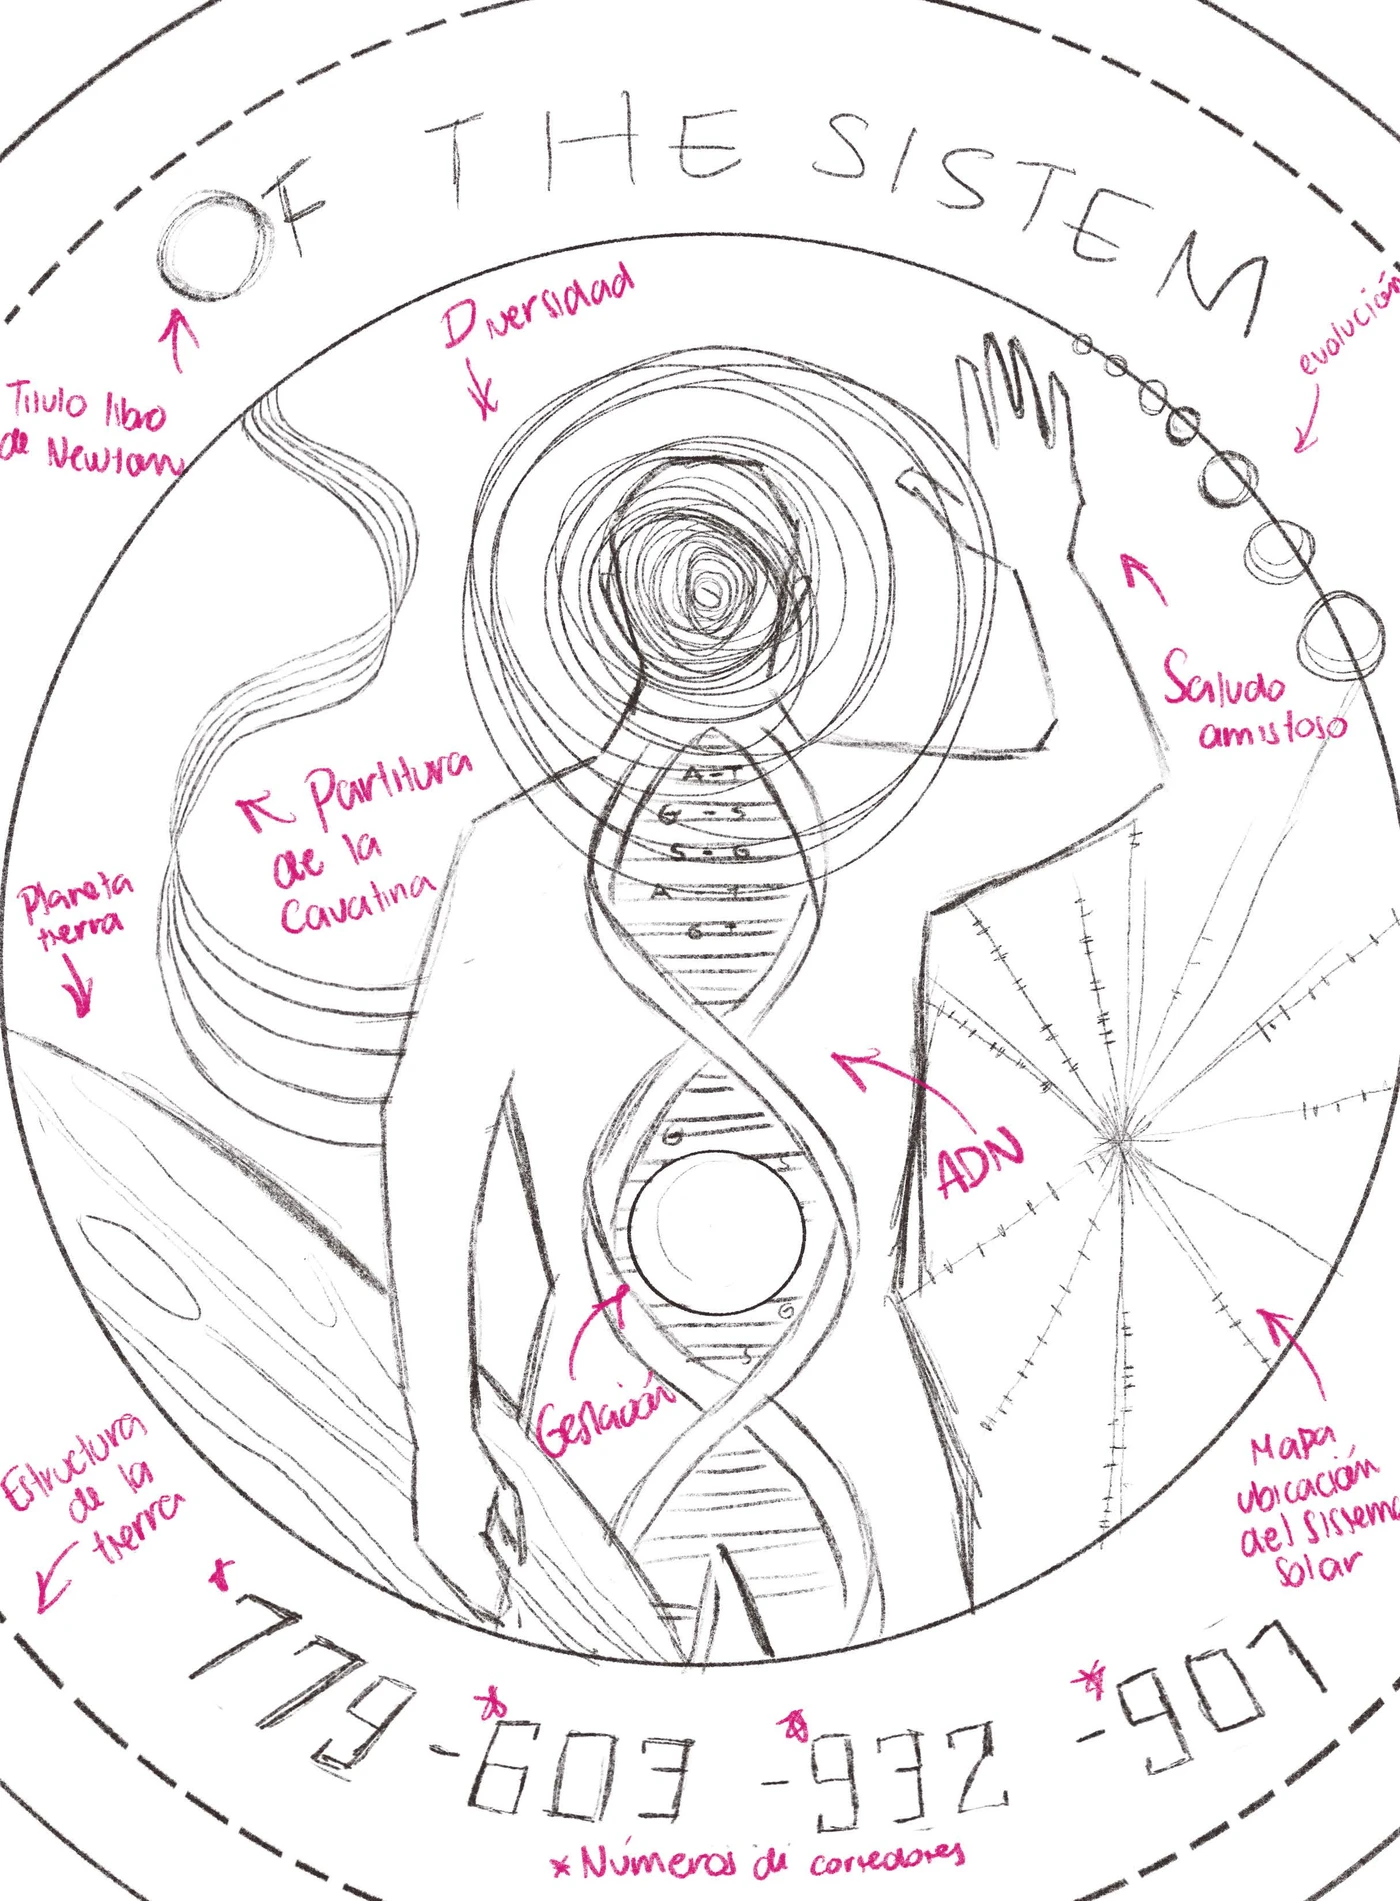 OF THE SISTEM
Diversidad
evolución
Titulo libro
de Newton
Saludo
amistoso
Partitura
de la
Cavatina
A-T
G-S
S-G
A-T
G T
Planeta
tierra
ADN
G
S
G
S
Gestación
Estructura
de la
tierra
Mapa
ubicación
del sistema
solar
*779-*603-*932-*907
*Números de corredores